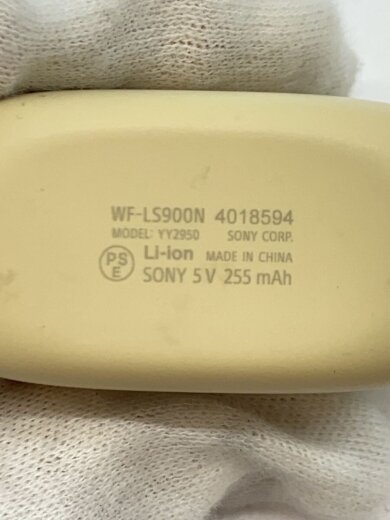 WF-LS900N 4018594
MODEL: YY2950 SONY CORP.
PSE Li-ion MADE IN CHINA
SONY 5V 255 mAh